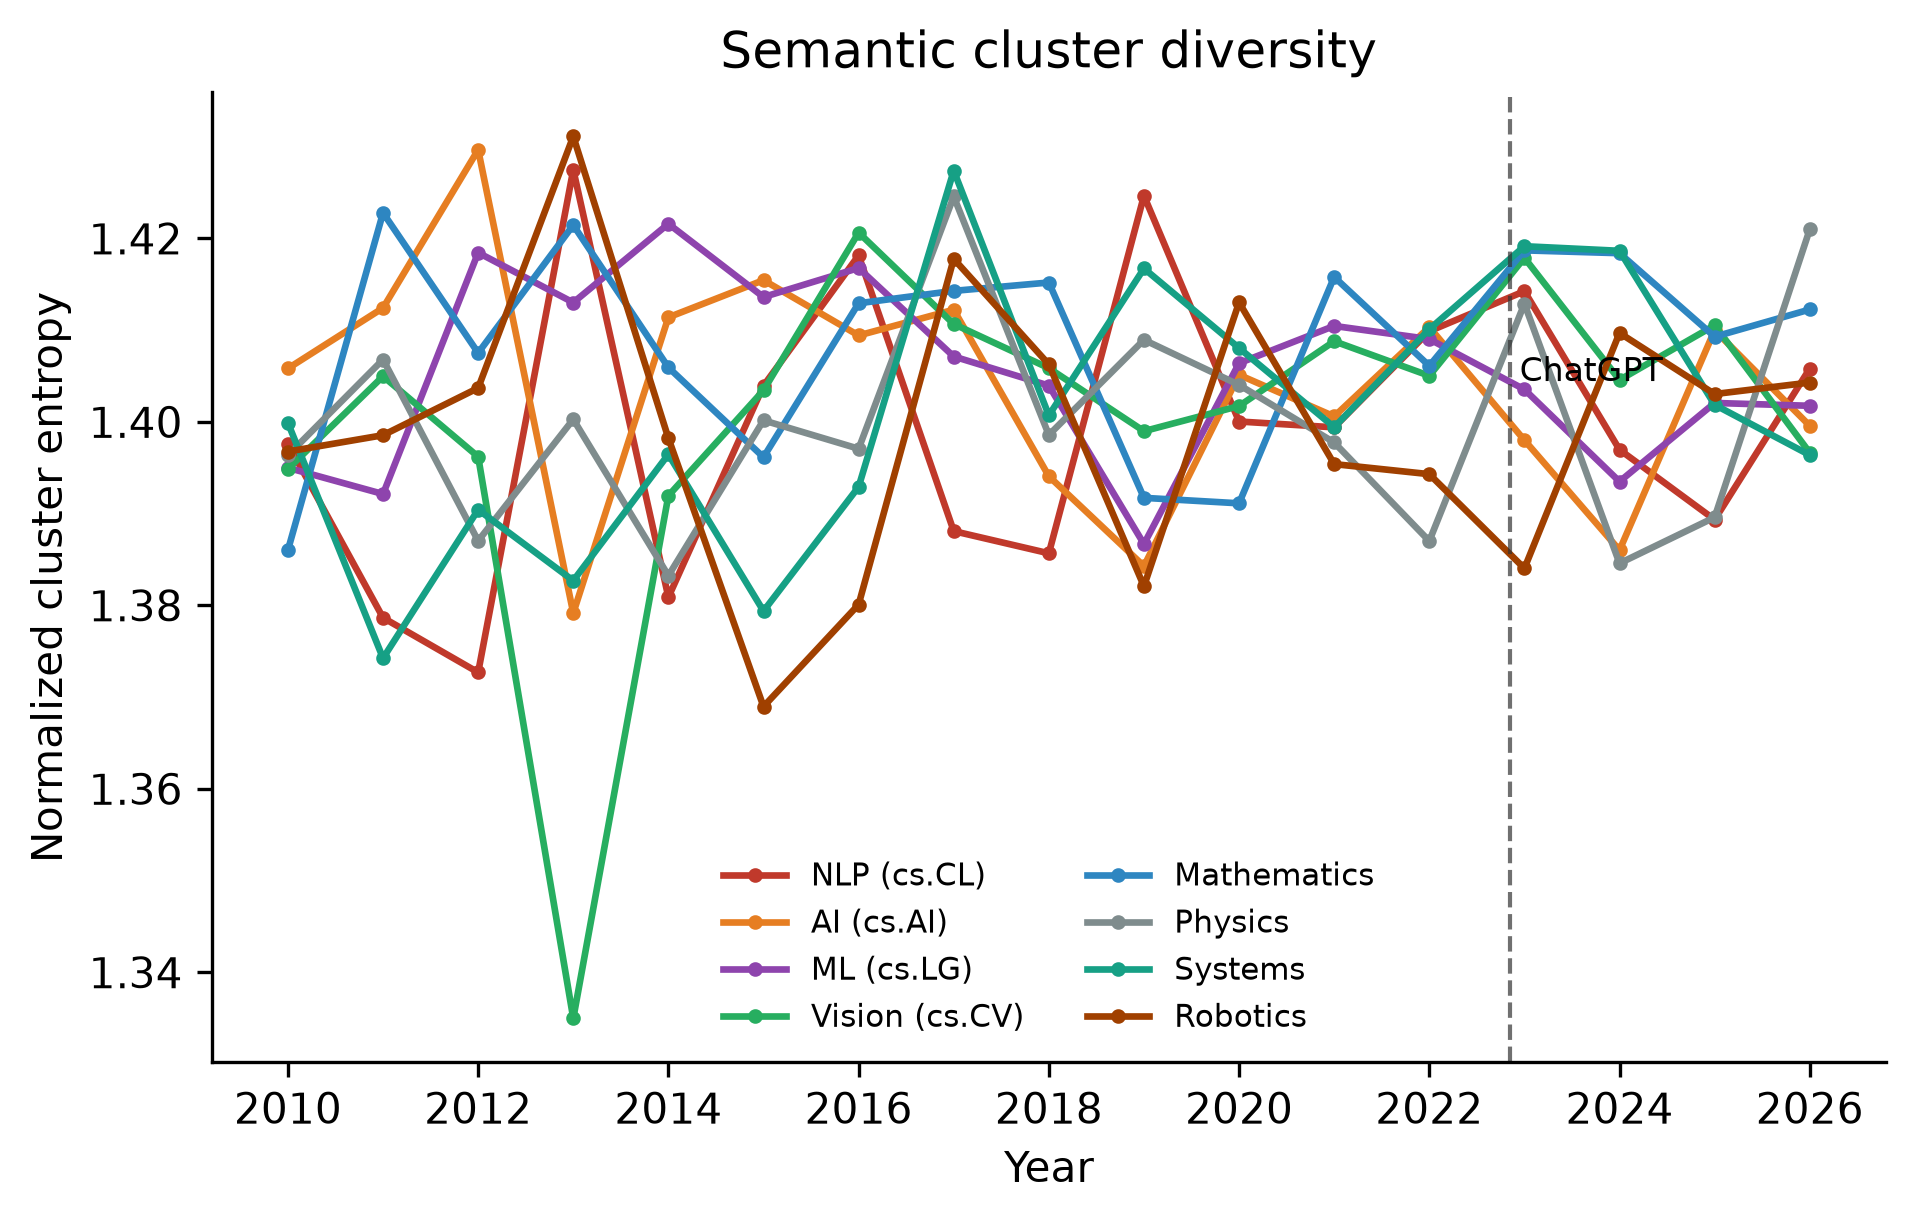 Semantic cluster diversity
Normalized cluster entropy
1.42
1.40
1.38
1.36
1.34
ChatGPT
NLP (cs.CL)
AI (cs.AI)
ML (cs.LG)
Vision (cs.CV)
Mathematics
Physics
Systems
Robotics
2010 2012 2014 2016 2018 2020 2022 2024 2026
Year